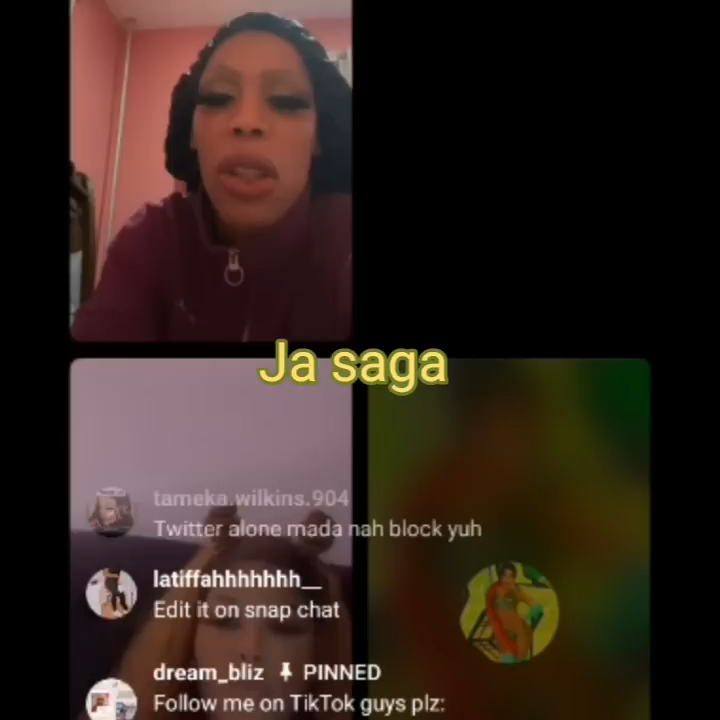 Ja saga
tameka.wilkins.904
Twitter alone mada nah block yuh
latiffahhhhhhh__
Edit it on snap chat
dream_bliz PINNED
Follow me on TikTok guys plz: